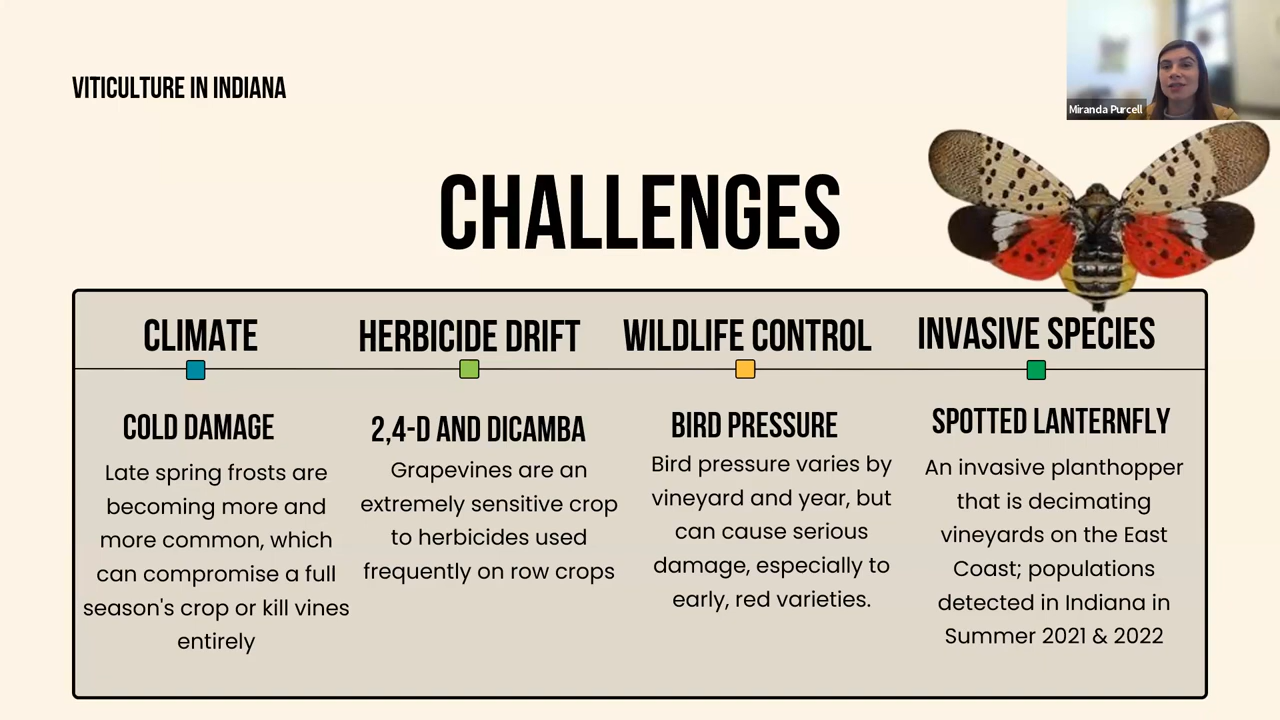 VITICULTURE IN INDIANA
Miranda Purcell
CHALLENGES
CLIMATE
COLD DAMAGE
Late spring frosts are
becoming more and
more common, which
can compromise a full
season's crop or kill vines
entirely
HERBICIDE DRIFT
2,4-D AND DICAMBA
Grapevines are an
extremely sensitive crop
to herbicides used
frequently on row crops
WILDLIFE CONTROL
BIRD PRESSURE
Bird pressure varies by
vineyard and year, but
can cause serious
damage, especially to
early, red varieties.
INVASIVE SPECIES
SPOTTED LANTERNFLY
An invasive planthopper
that is decimating
vineyards on the East
Coast; populations
detected in Indiana in
Summer 2021 & 2022